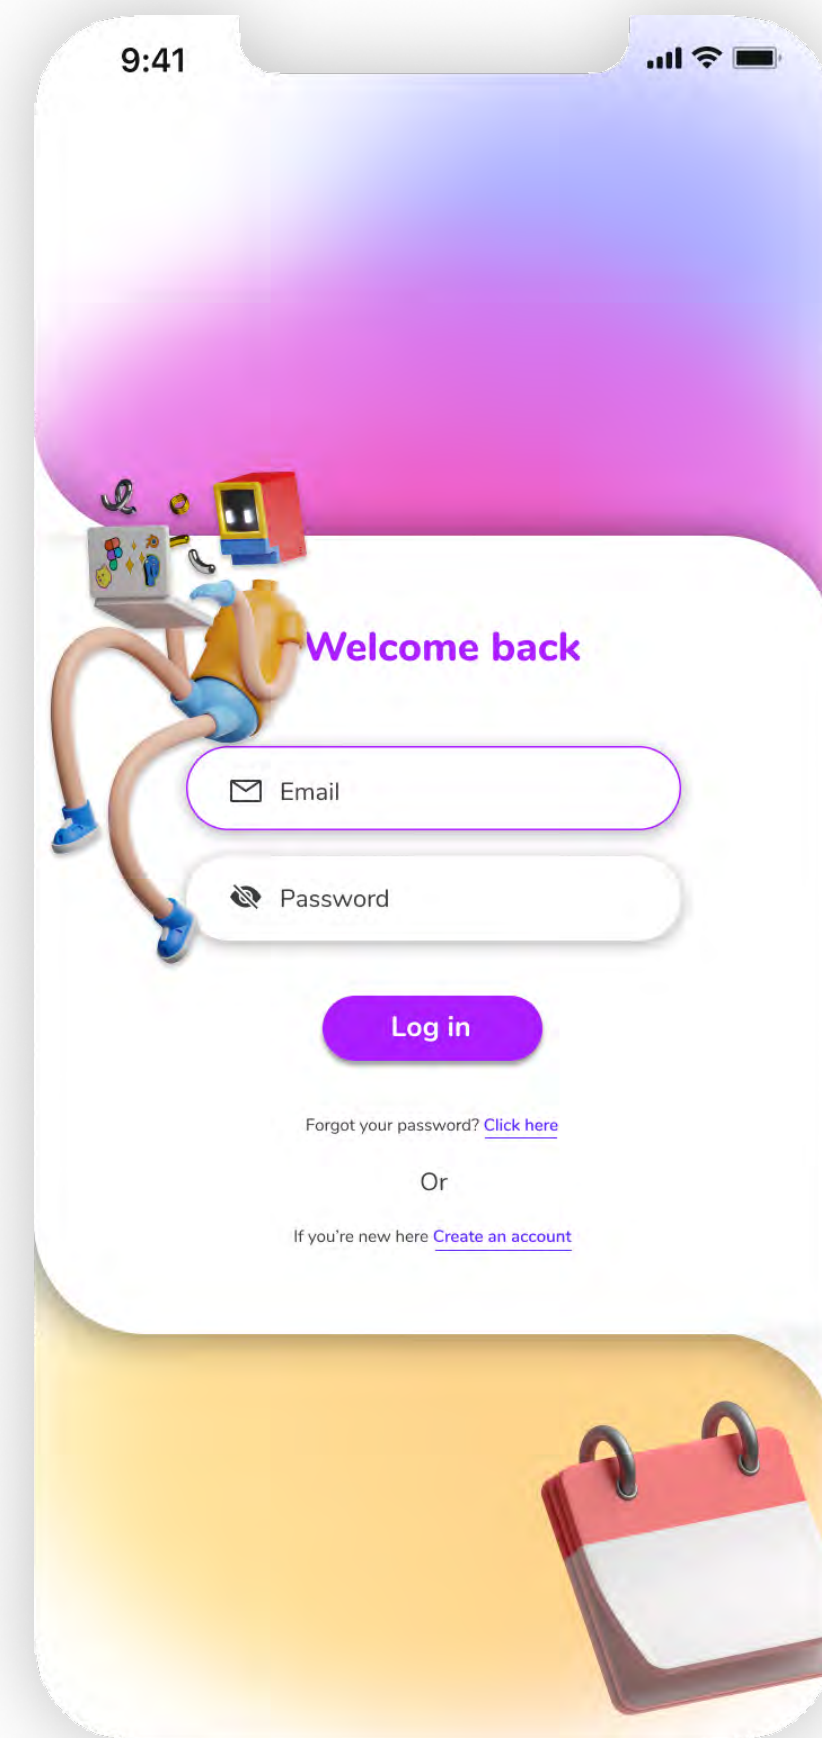 9:41
Welcome back
Email
Password
Log in
Forgot your password? Click here
Or
If you’re new here Create an account